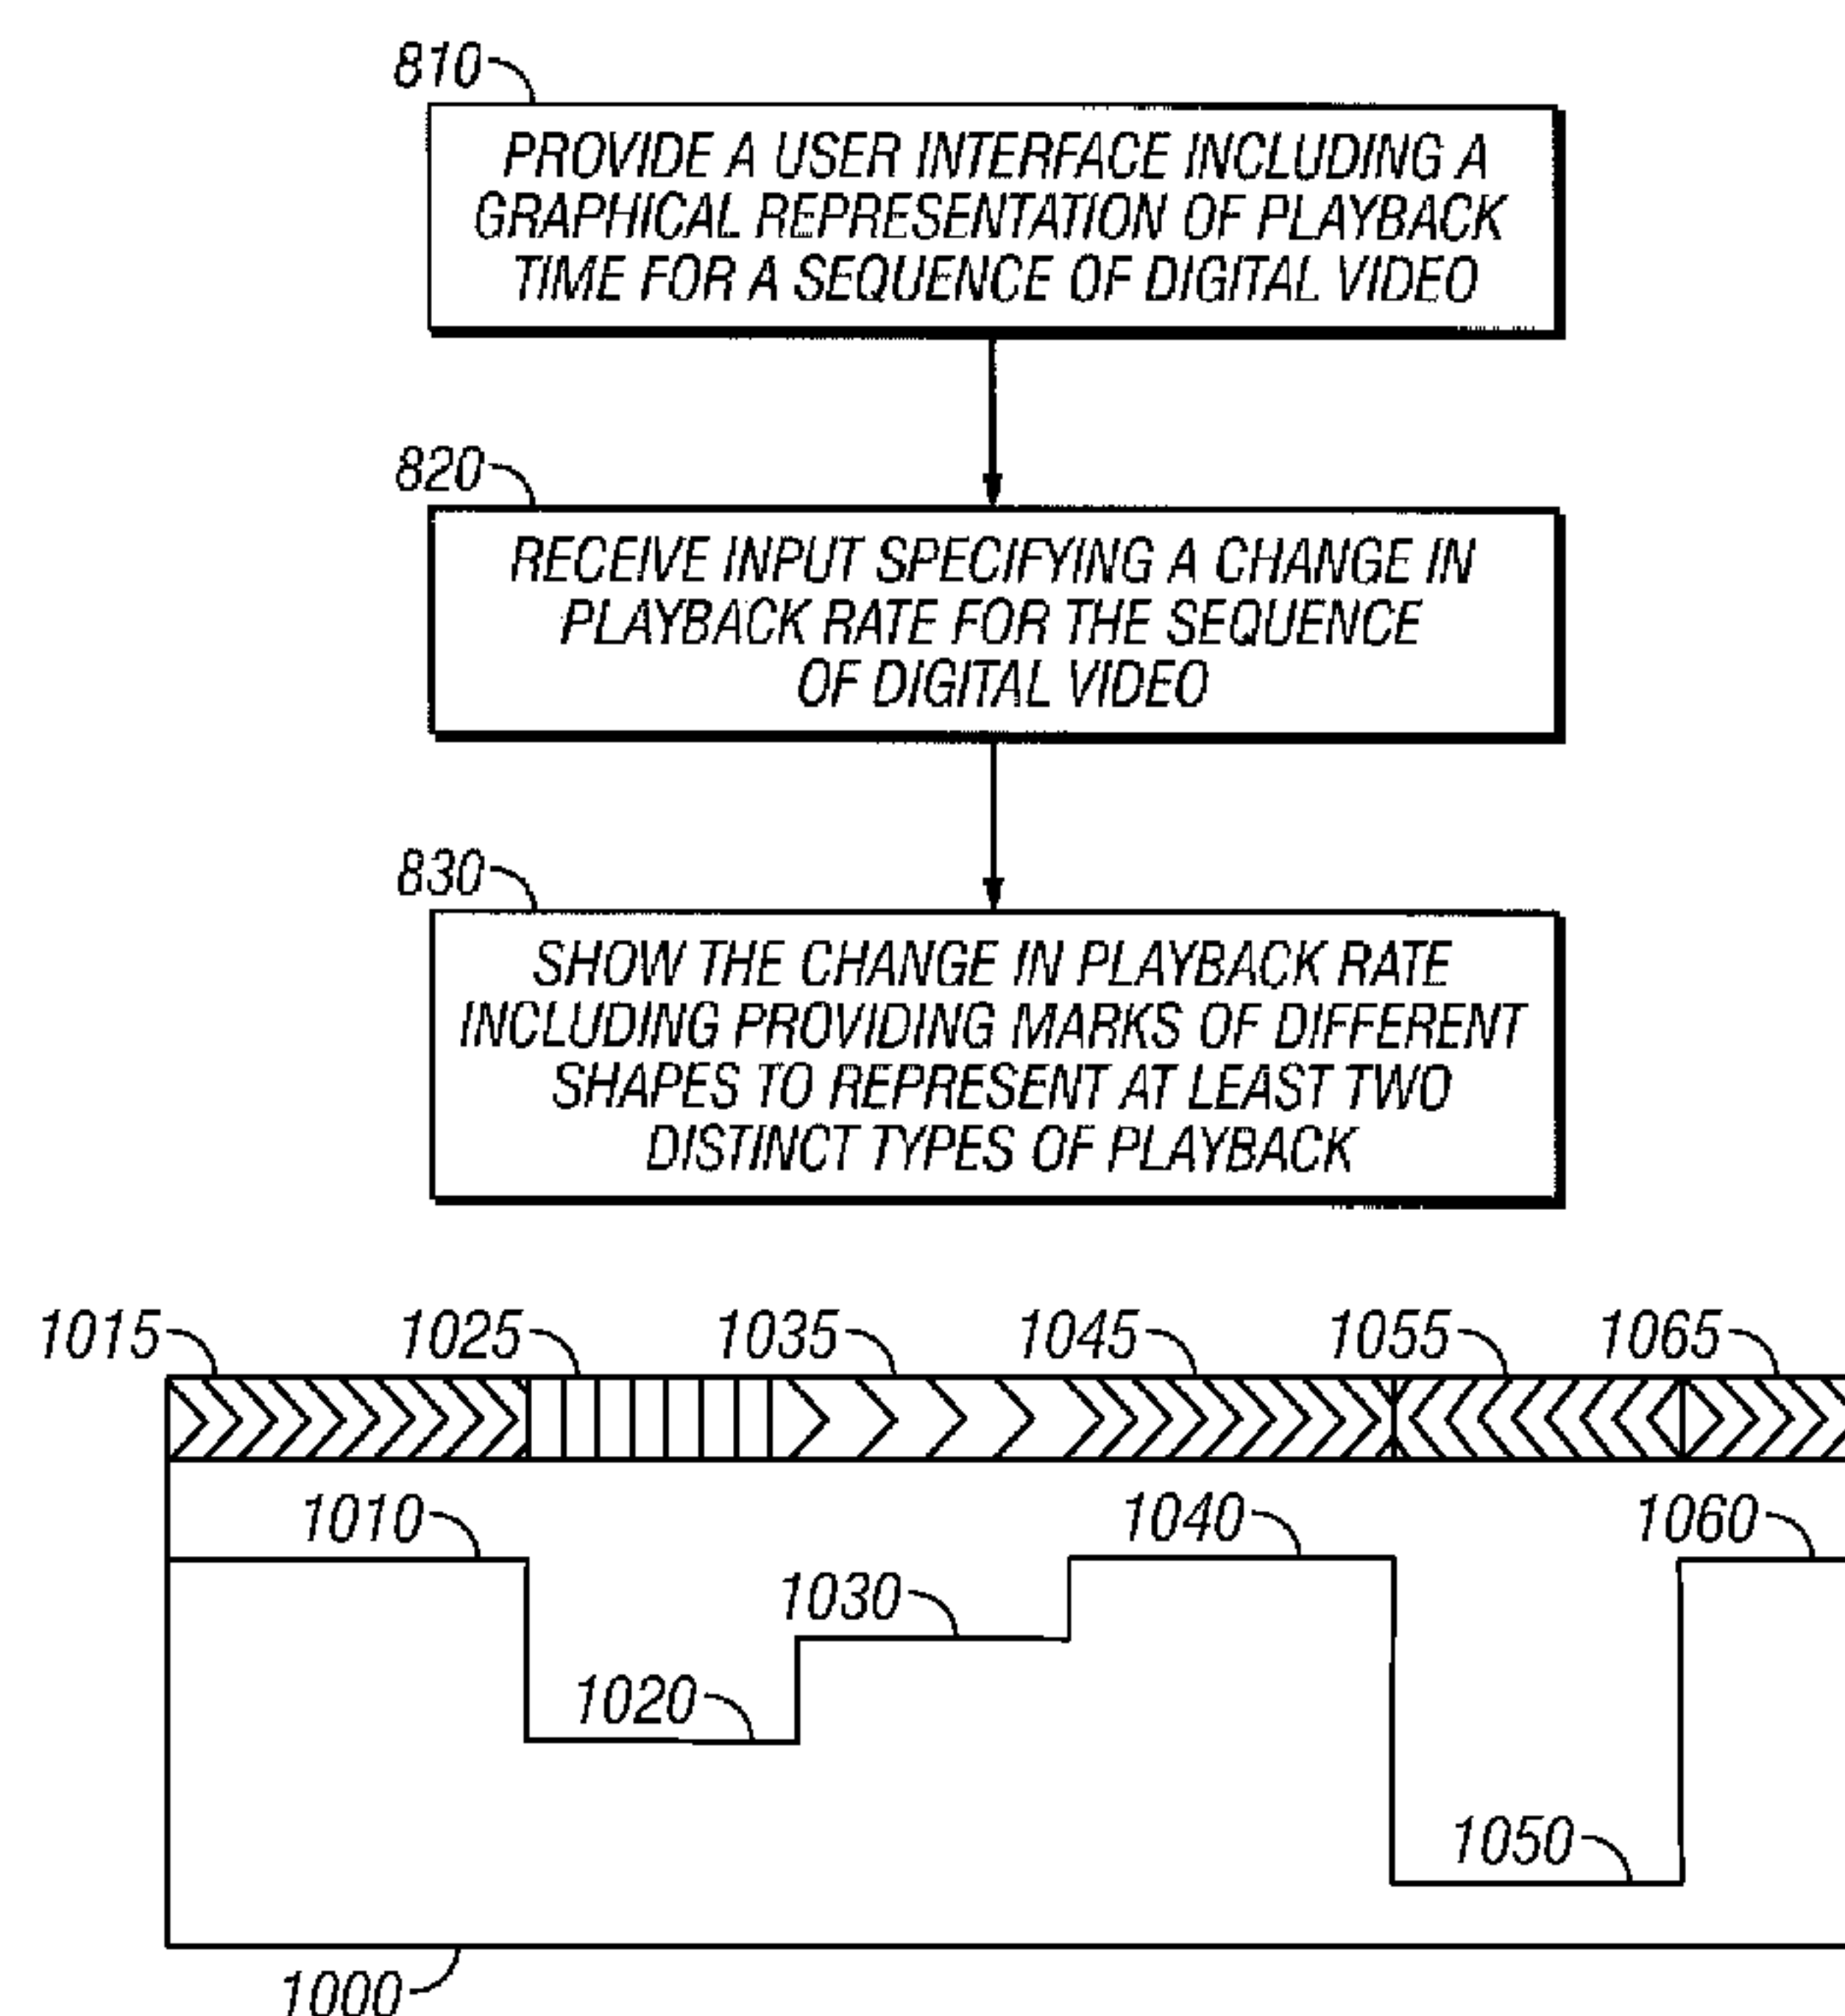 810
PROVIDE A USER INTERFACE INCLUDING A
GRAPHICAL REPRESENTATION OF PLAYBACK
TIME FOR A SEQUENCE OF DIGITAL VIDEO
820
RECEIVE INPUT SPECIFYING A CHANGE IN
PLAYBACK RATE FOR THE SEQUENCE
OF DIGITAL VIDEO
830
SHOW THE CHANGE IN PLAYBACK RATE
INCLUDING PROVIDING MARKS OF DIFFERENT
SHAPES TO REPRESENT AT LEAST TWO
DISTINCT TYPES OF PLAYBACK
1015 1025 1035 1045 1055 1065
1010 1040 1060
1030
1020
1050
1000